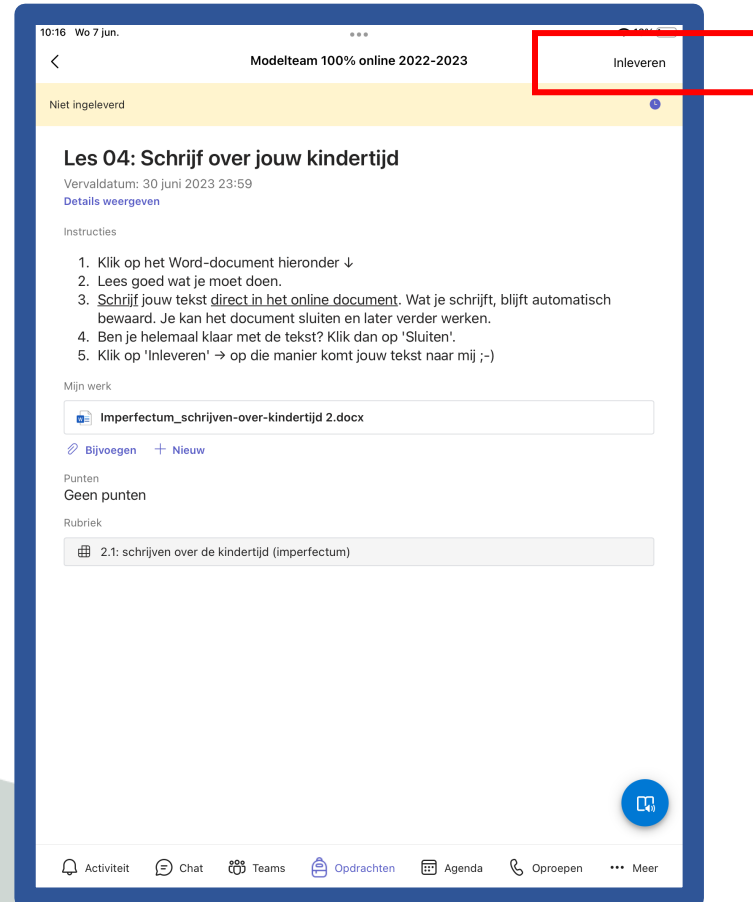 10:16 Wo 7 jun.
Modelteam 100% online 2022-2023
Inleveren
Niet ingeleverd
Les 04: Schrijf over jouw kindertijd
Vervaldatum: 30 juni 2023 23:59
Details weergeven
Instructies
1. Klik op het Word-document hieronder ↓
2. Lees goed wat je moet doen.
3. Schrijf jouw tekst direct in het online document. Wat je schrijft, blijft automatisch
bewaard. Je kan het document sluiten en later verder werken.
4. Ben je helemaal klaar met de tekst? Klik dan op 'Sluiten'.
5. Klik op 'Inleveren' → op die manier komt jouw tekst naar mij ;-)
Mijn werk
Imperfectum_schrijven-over-kindertijd 2.docx
Bijvoegen + Nieuw
Punten
Geen punten
Rubriek
2.1: schrijven over de kindertijd (imperfectum)
Activiteit Chat Teams Opdrachten Agenda Oproepen Meer